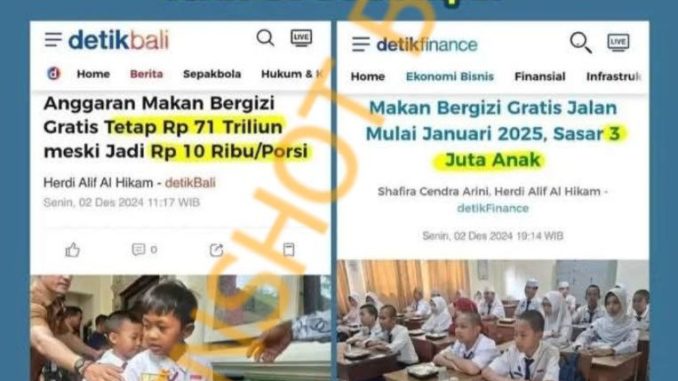 detikbali
LIVE
d Home Berita Sepakbola Hukum & K
Anggaran Makan Bergizi
Gratis Tetap Rp 71 Triliun
meski Jadi Rp 10 Ribu/Porsi
Herdi Alif Al Hikam - detikBali
Senin, 02 Des 2024 11:17 WIB
0
detikfinance
LIVE
Home Ekonomi Bisnis Finansial Infrastruk
Makan Bergizi Gratis Jalan
Mulai Januari 2025, Sasar 3
Juta Anak
Shafira Cendra Arini, Herdi Alif Al Hikam -
detikFinance
Senin, 02 Des 2024 19:14 WIB